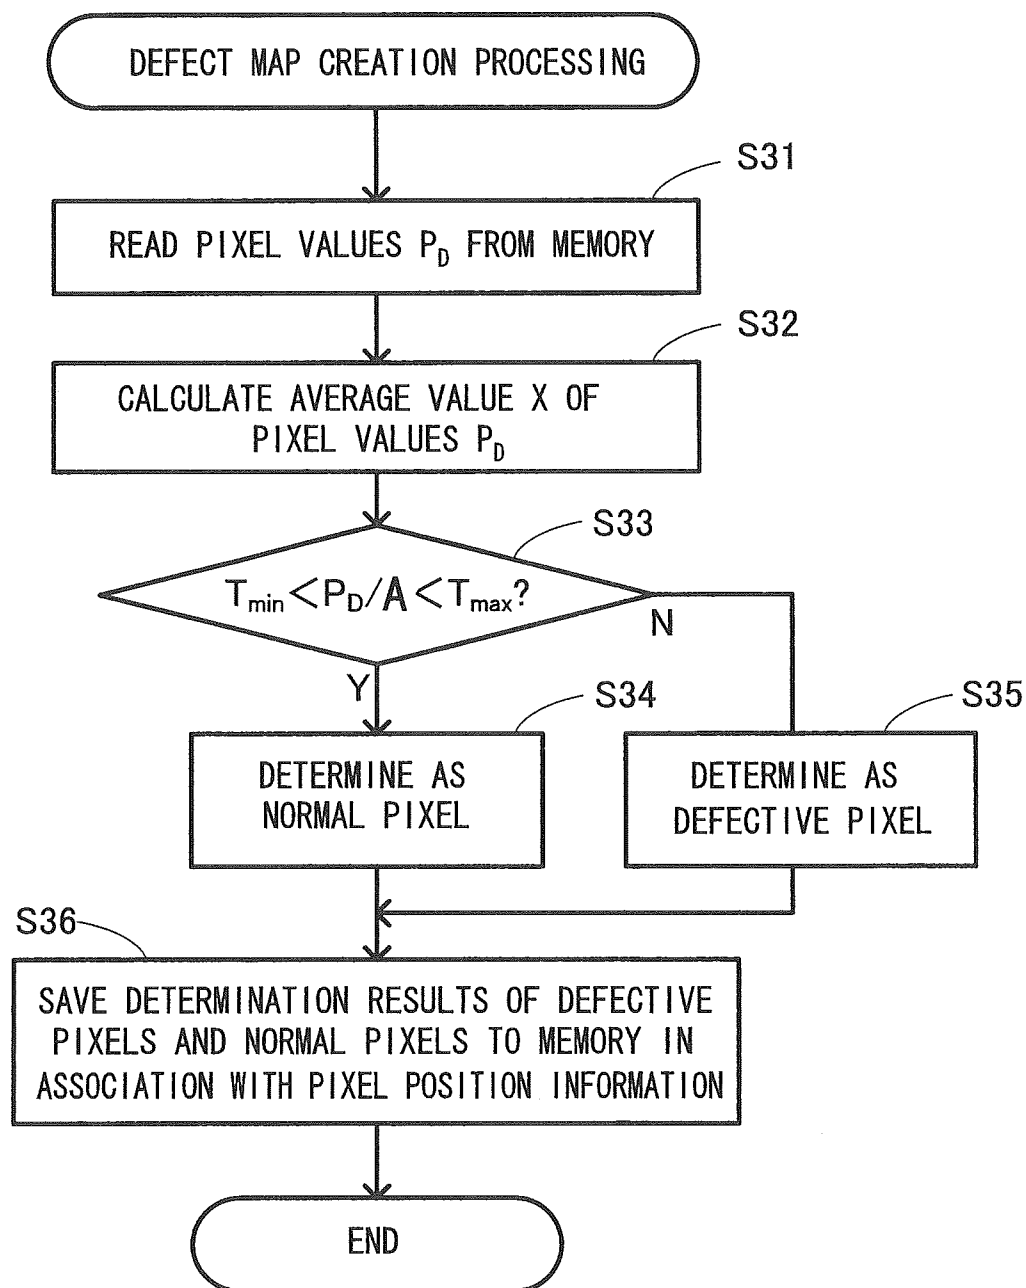 DEFECT MAP CREATION PROCESSING
S31
READ PIXEL VALUES P_D FROM MEMORY
S32
CALCULATE AVERAGE VALUE X OF
PIXEL VALUES P_D
S33
T_min<P_D/A<T_max?
N
Y
S34
S35
DETERMINE AS
NORMAL PIXEL
DETERMINE AS
DEFECTIVE PIXEL
S36
SAVE DETERMINATION RESULTS OF DEFECTIVE
PIXELS AND NORMAL PIXELS TO MEMORY IN
ASSOCIATION WITH PIXEL POSITION INFORMATION
END